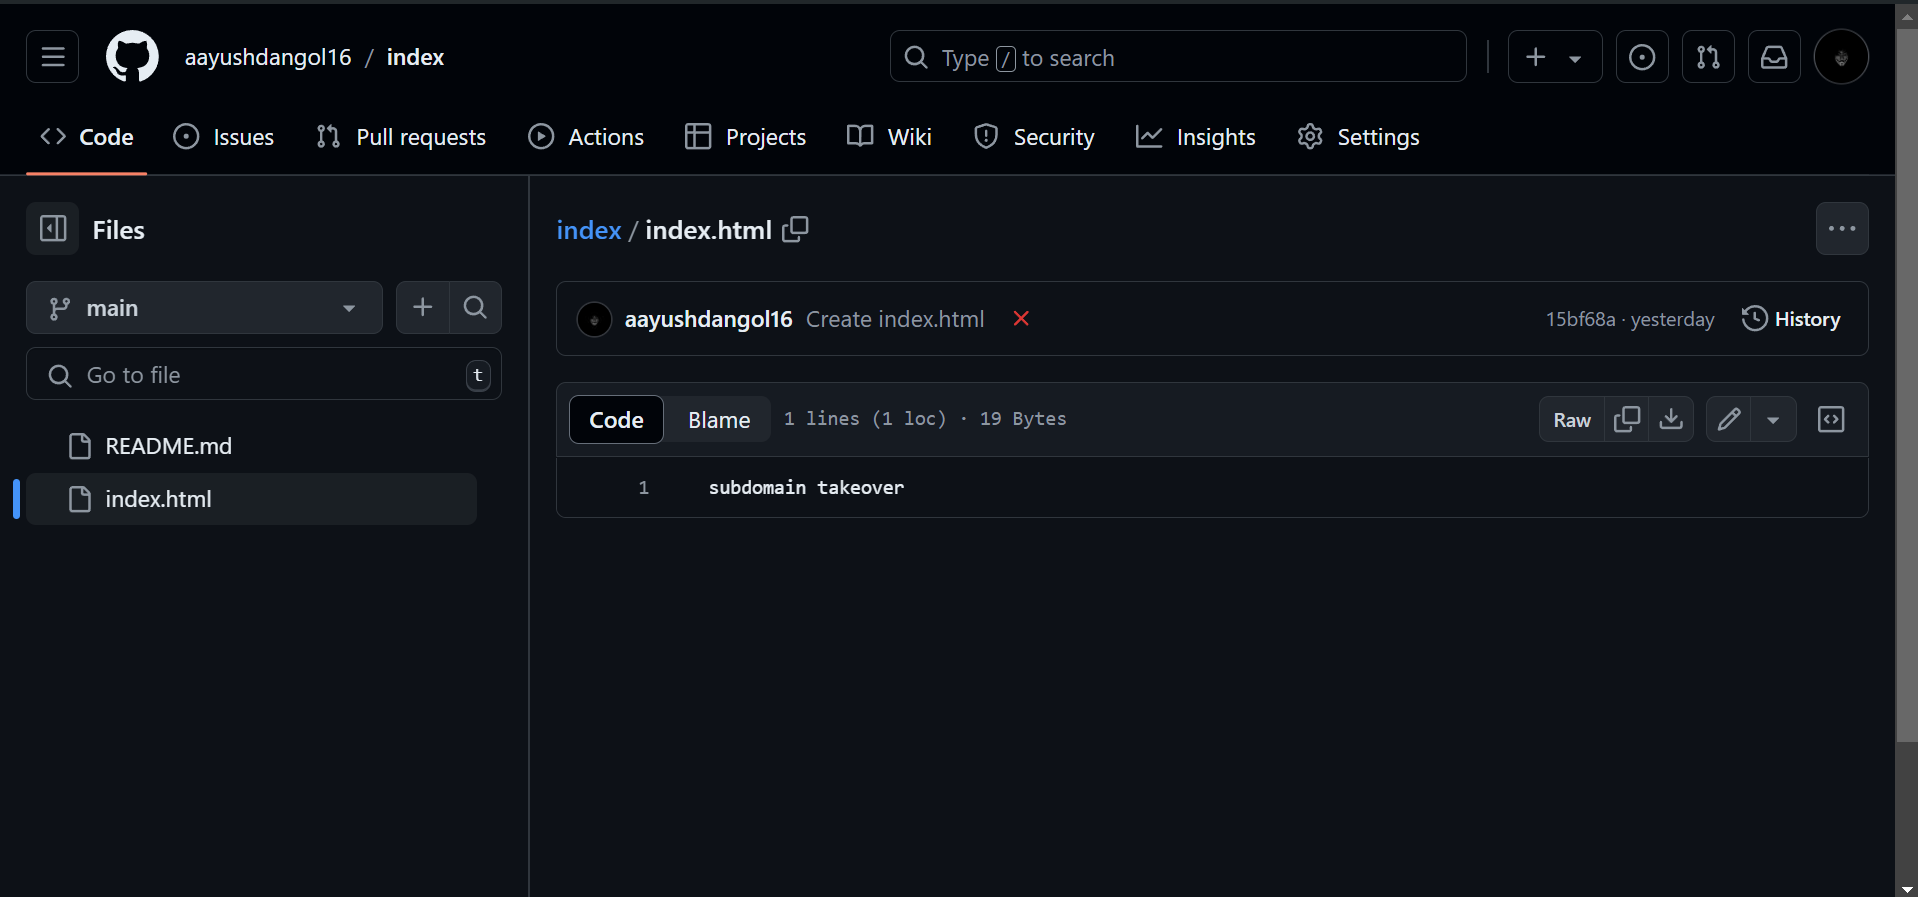 aayushdangol16 / index
Type / to search
Code Issues Pull requests Actions Projects Wiki Security Insights Settings
Files
main
Go to file t
README.md
index.html
index / index.html
aayushdangol16 Create index.html 15bf68a · yesterday History
Code Blame 1 lines (1 loc) · 19 Bytes Raw
1 subdomain takeover